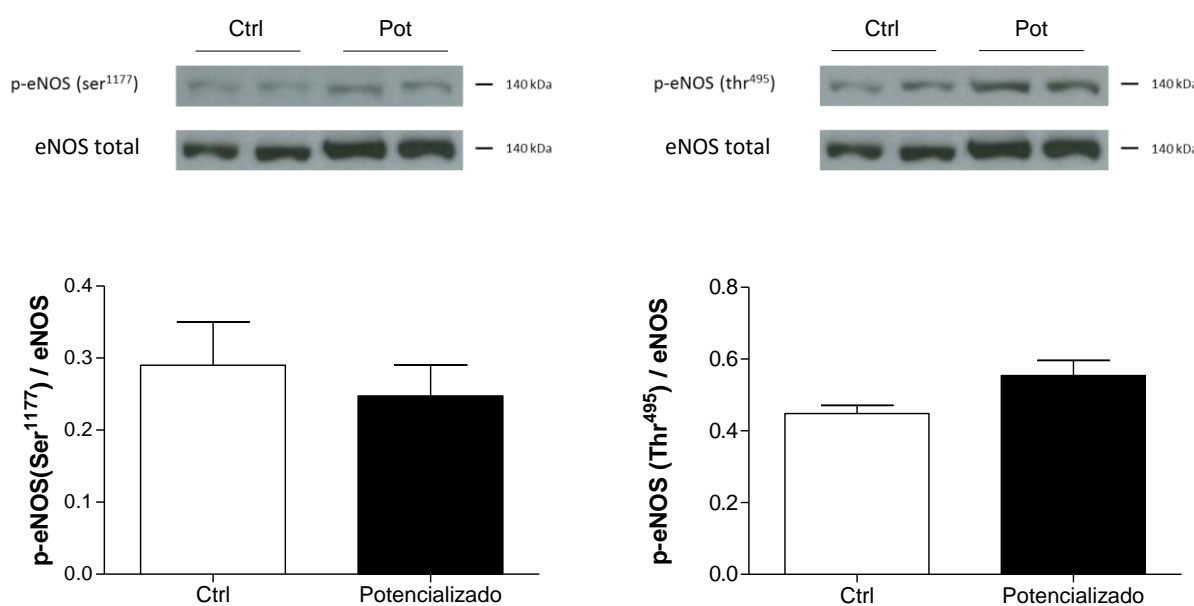 Ctrl Pot
p-eNOS (ser1177) 140 kDa
eNOS total 140 kDa
Ctrl Pot
p-eNOS (thr495) 140 kDa
eNOS total 140 kDa
p-eNOS(Ser1177) / eNOS
0.4
0.3
0.2
0.1
0.0
Ctrl Potencializado
p-eNOS (Thr495) / eNOS
0.8
0.6
0.4
0.2
0.0
Ctrl Potencializado